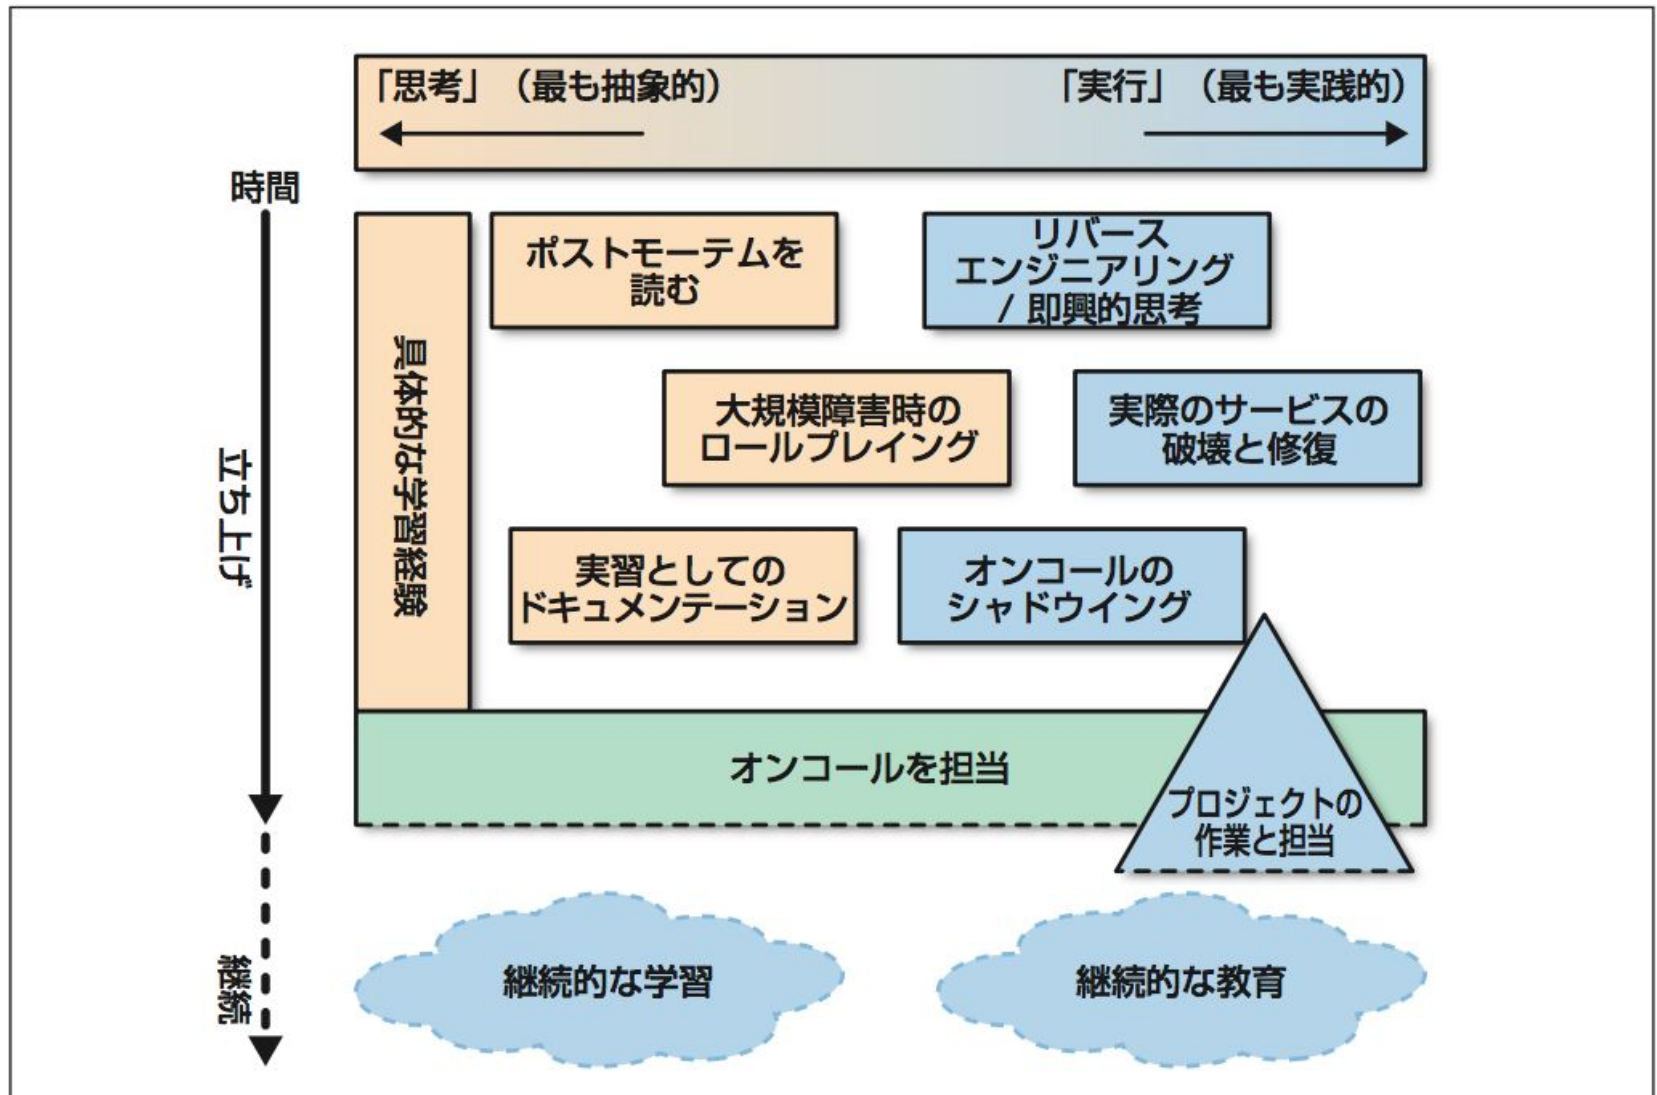 「思考」（最も抽象的）
「実行」（最も実践的）
時間
立ち上げ
継続
具体的な学習経験
ポストモーテムを
読む
リバース
エンジニアリング
/ 即興的思考
大規模障害時の
ロールプレイング
実際のサービスの
破壊と修復
実習としての
ドキュメンテーション
オンコールの
シャドウイング
オンコールを担当
プロジェクトの
作業と担当
継続的な学習
継続的な教育